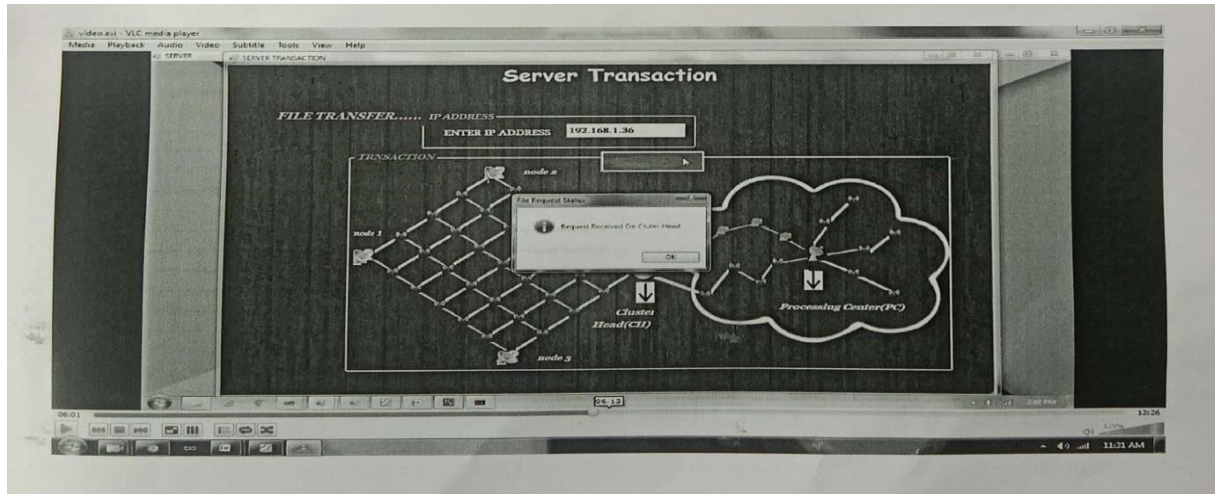 video.avi - VLC media player
Media Playback Audio Video Subtitle Tools View Help
SERVER
SERVER TRANSACTION
Server Transaction
FILE TRANSFER...... IP ADDRESS
ENTER IP ADDRESS 192.168.1.36
TRNSACTION
node 2
File Request Status
node 1
Request Received On Cluter Head
OK
Processing Center(PC)
Cluster
Head(CH)
node 3
06:13
06:01
12:26
11:31 AM